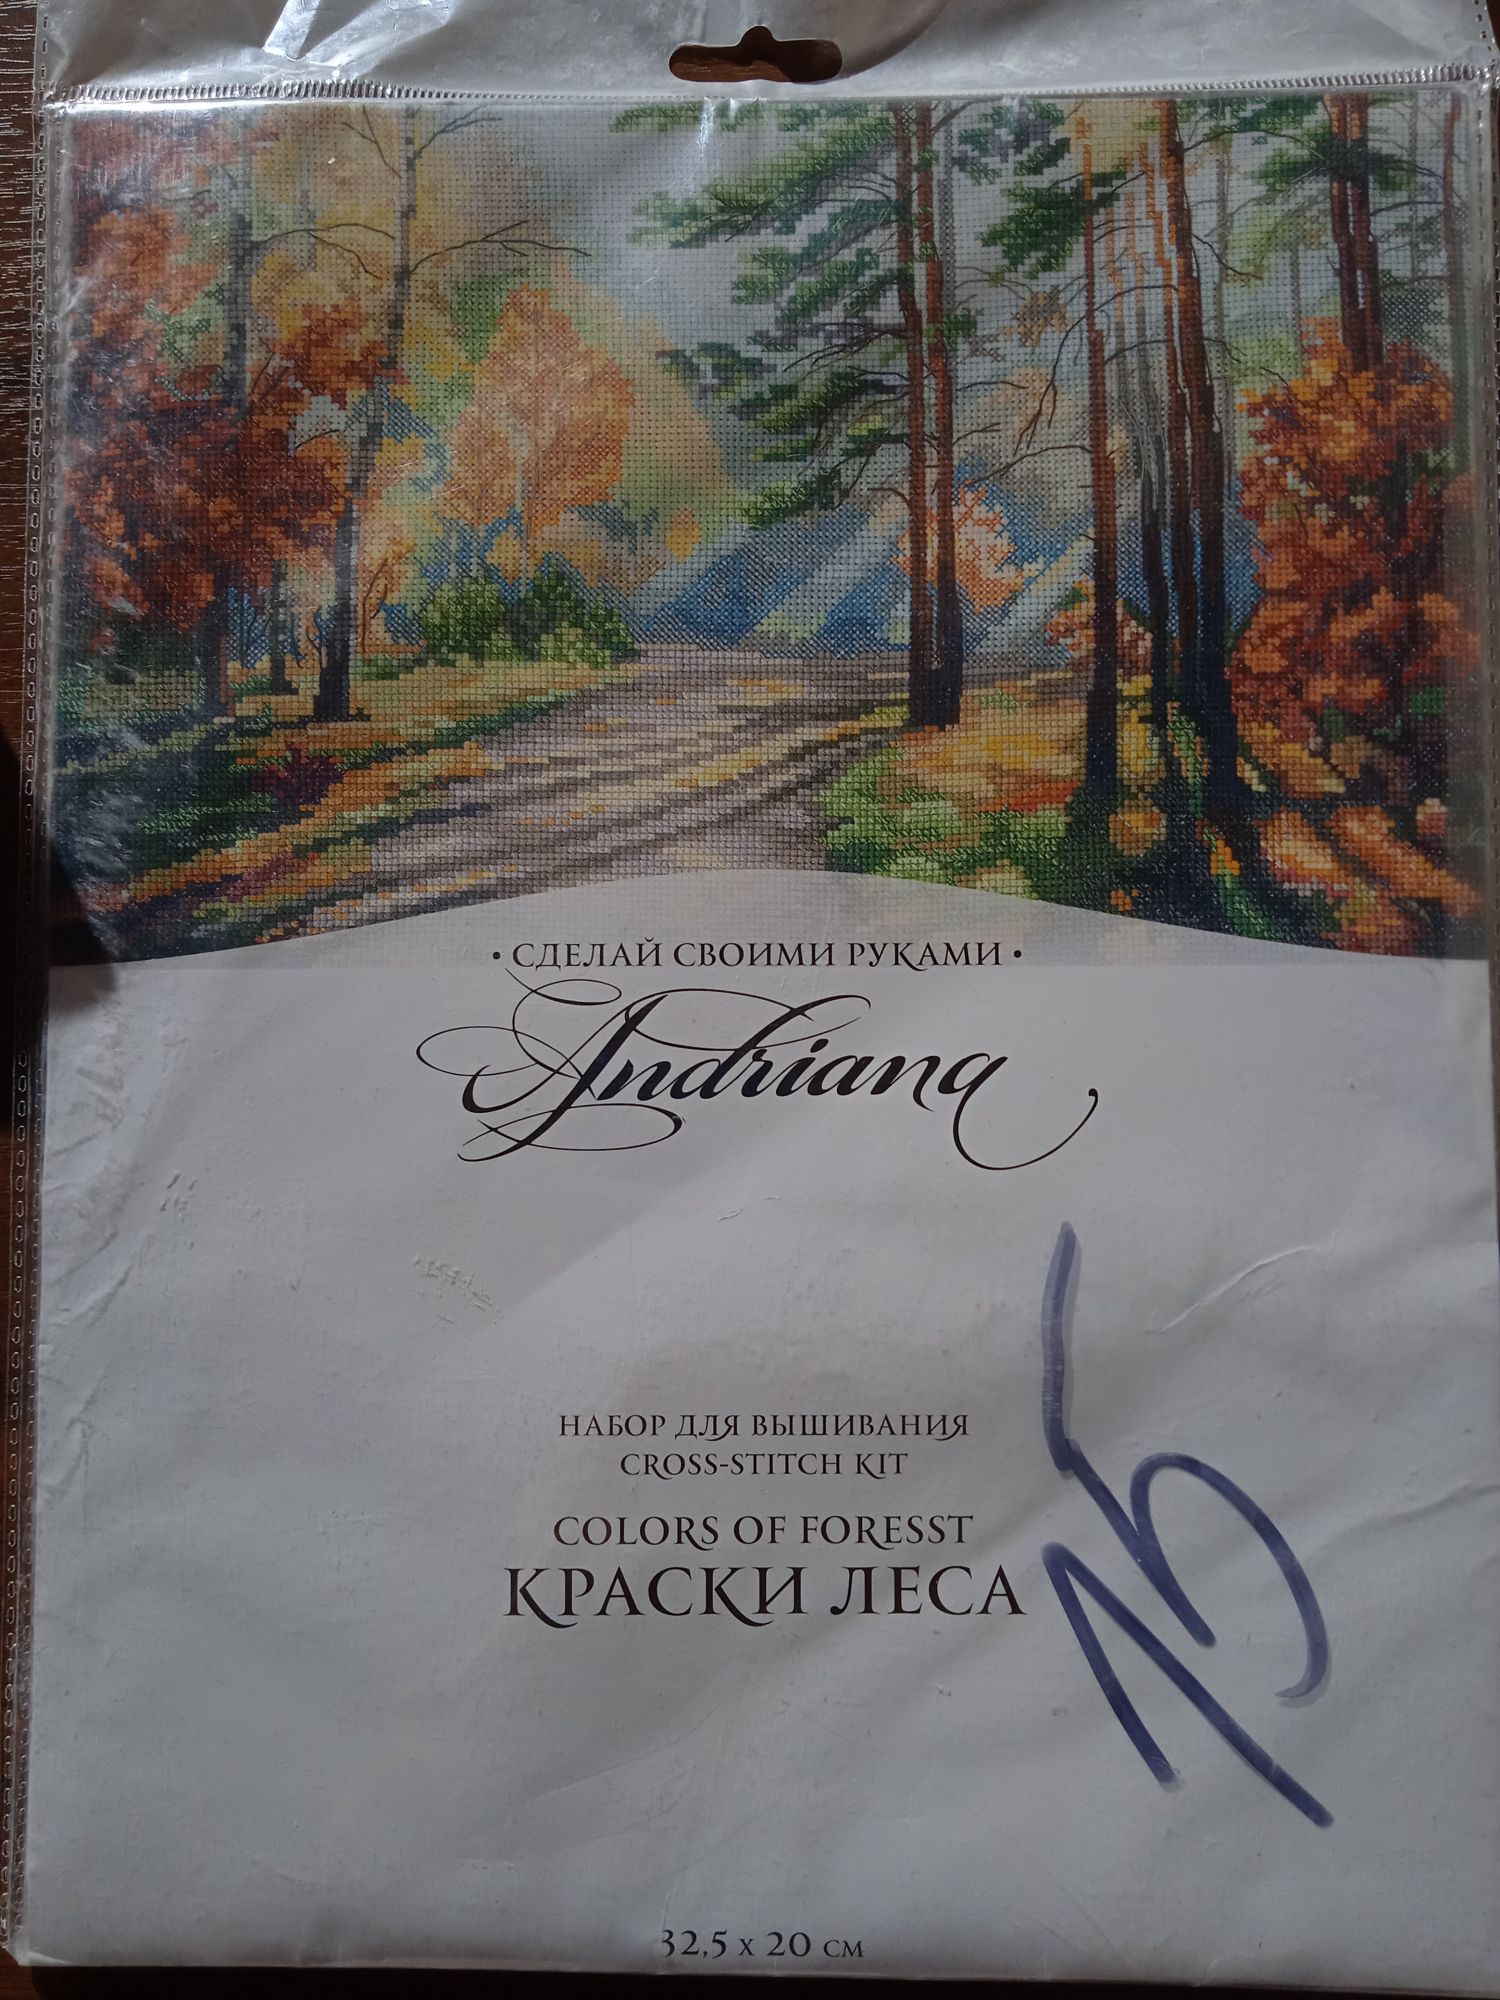 • СДЕЛАЙ СВОИМИ РУКАМИ •
Andriana
НАБОР ДЛЯ ВЫШИВАНИЯ
CROSS-STITCH KIT
COLORS OF FORESST
КРАСКИ ЛЕСА
15
32,5 х 20 см